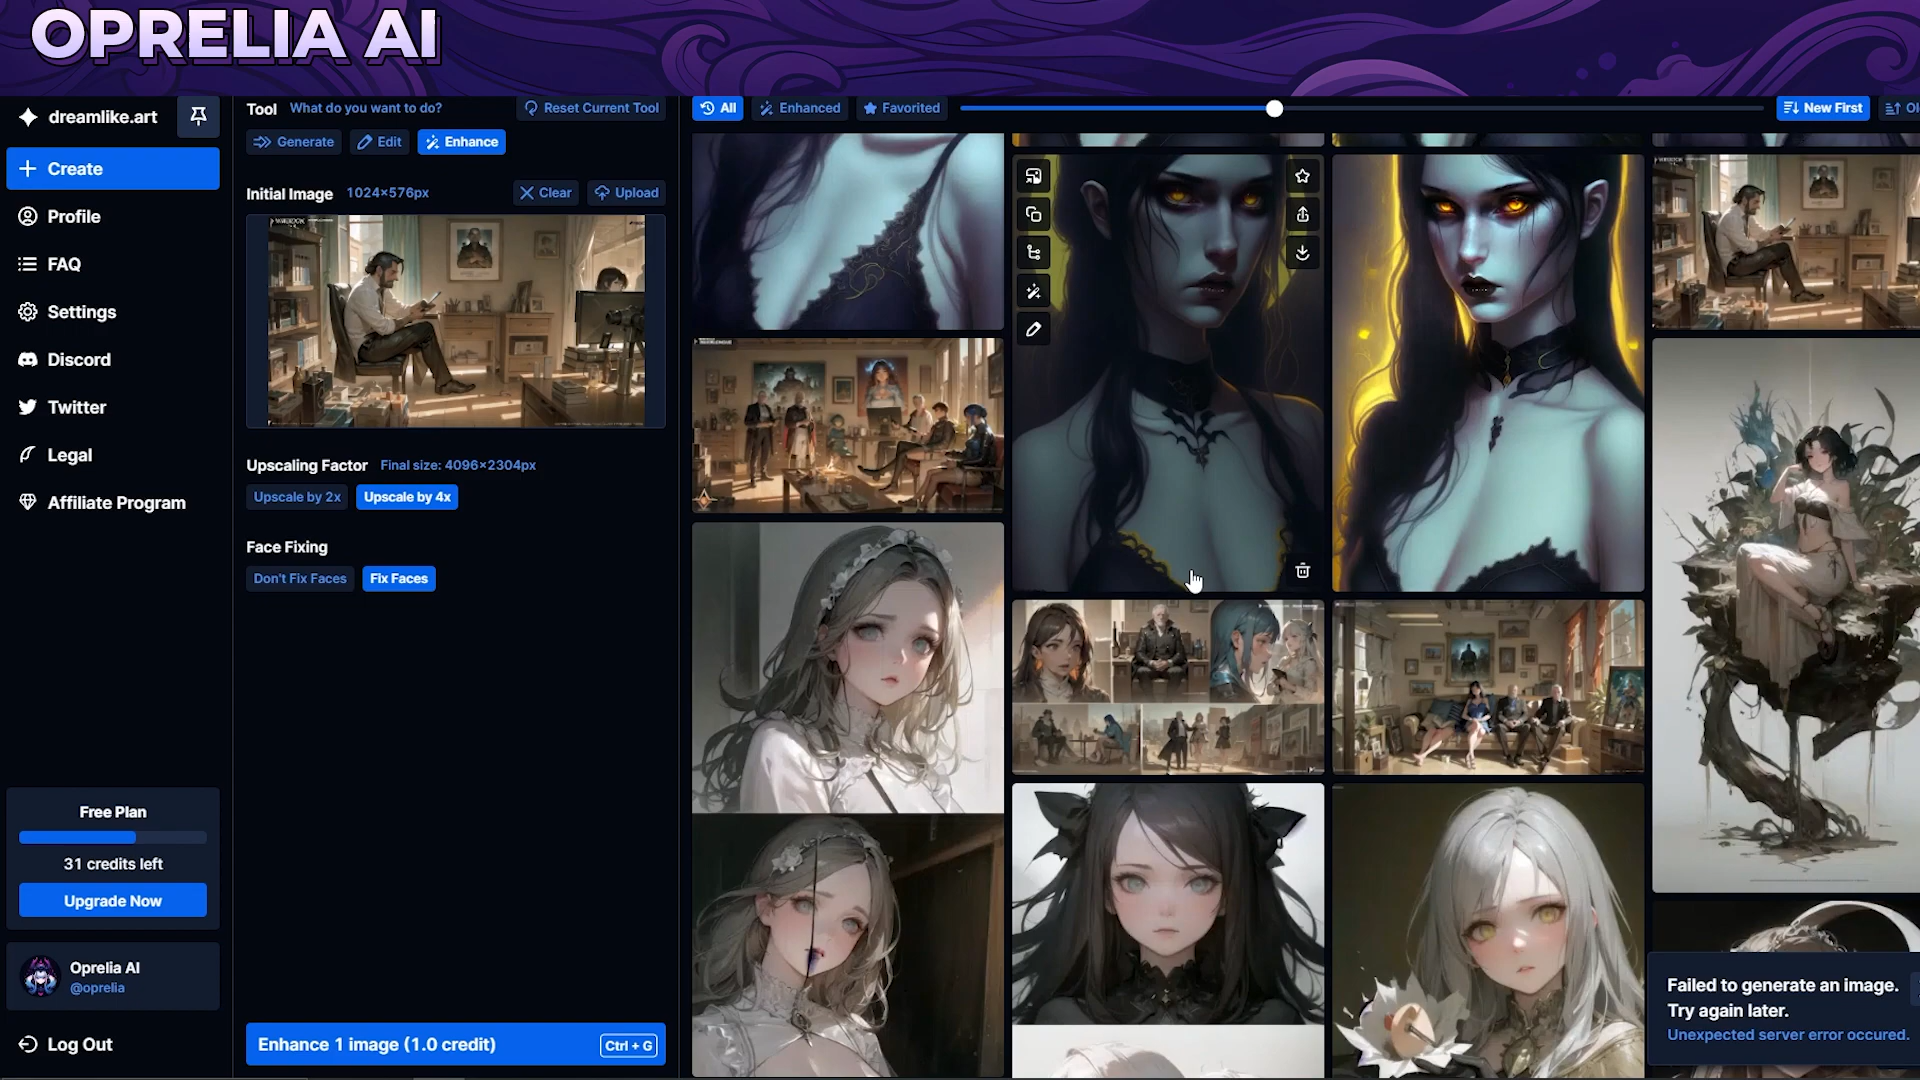 OPRELIA AI
dreamlike.art
Create
Profile
FAQ
Settings
Discord
Twitter
Legal
Affiliate Program
Free Plan
31 credits left
Upgrade Now
Oprelia AI
@oprelia
Log Out
Tool What do you want to do? Reset Current Tool
Generate Edit Enhance
Initial Image 1024×576px Clear Upload
Upscaling Factor Final size: 4096×2304px
Upscale by 2x Upscale by 4x
Face Fixing
Don't Fix Faces Fix Faces
Enhance 1 image (1.0 credit) Ctrl + G
All Enhanced Favorited New First
Failed to generate an image.
Try again later.
Unexpected server error occured.